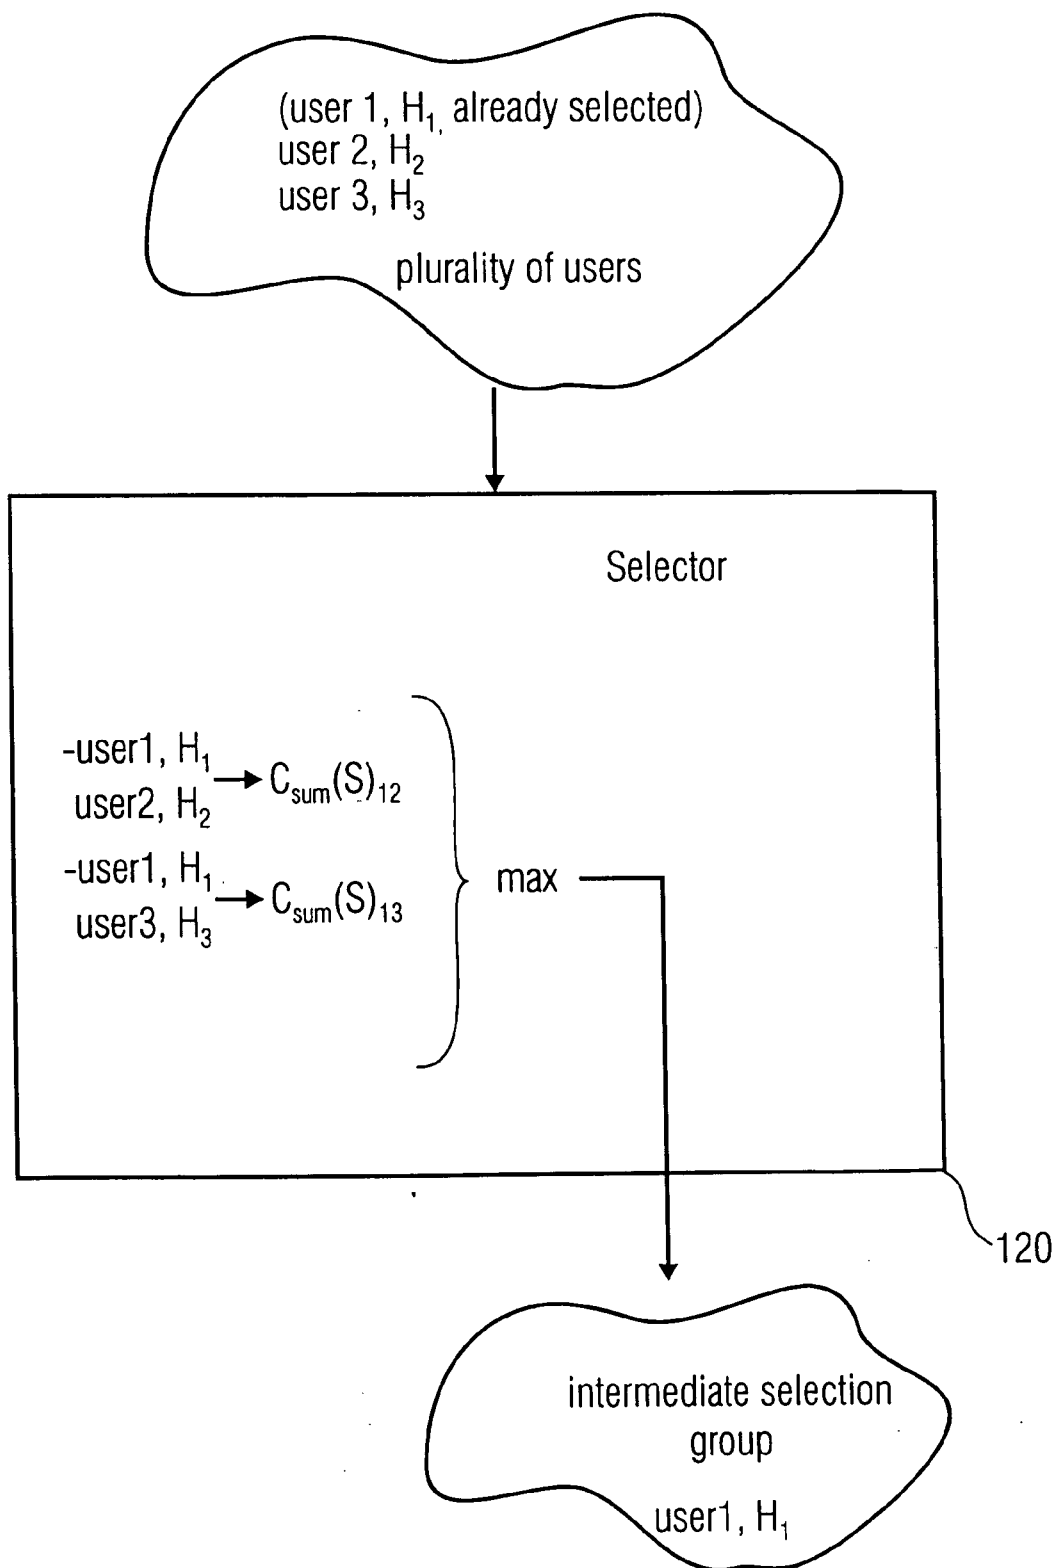 (user 1, H₁, already selected)
user 2, H₂
user 3, H₃
plurality of users
Selector
-user1, H₁
user2, H₂
→ Csum(S)₁₂
-user1, H₁
user3, H₃
→ Csum(S)₁₃
max
120
intermediate selection
group
user1, H₁